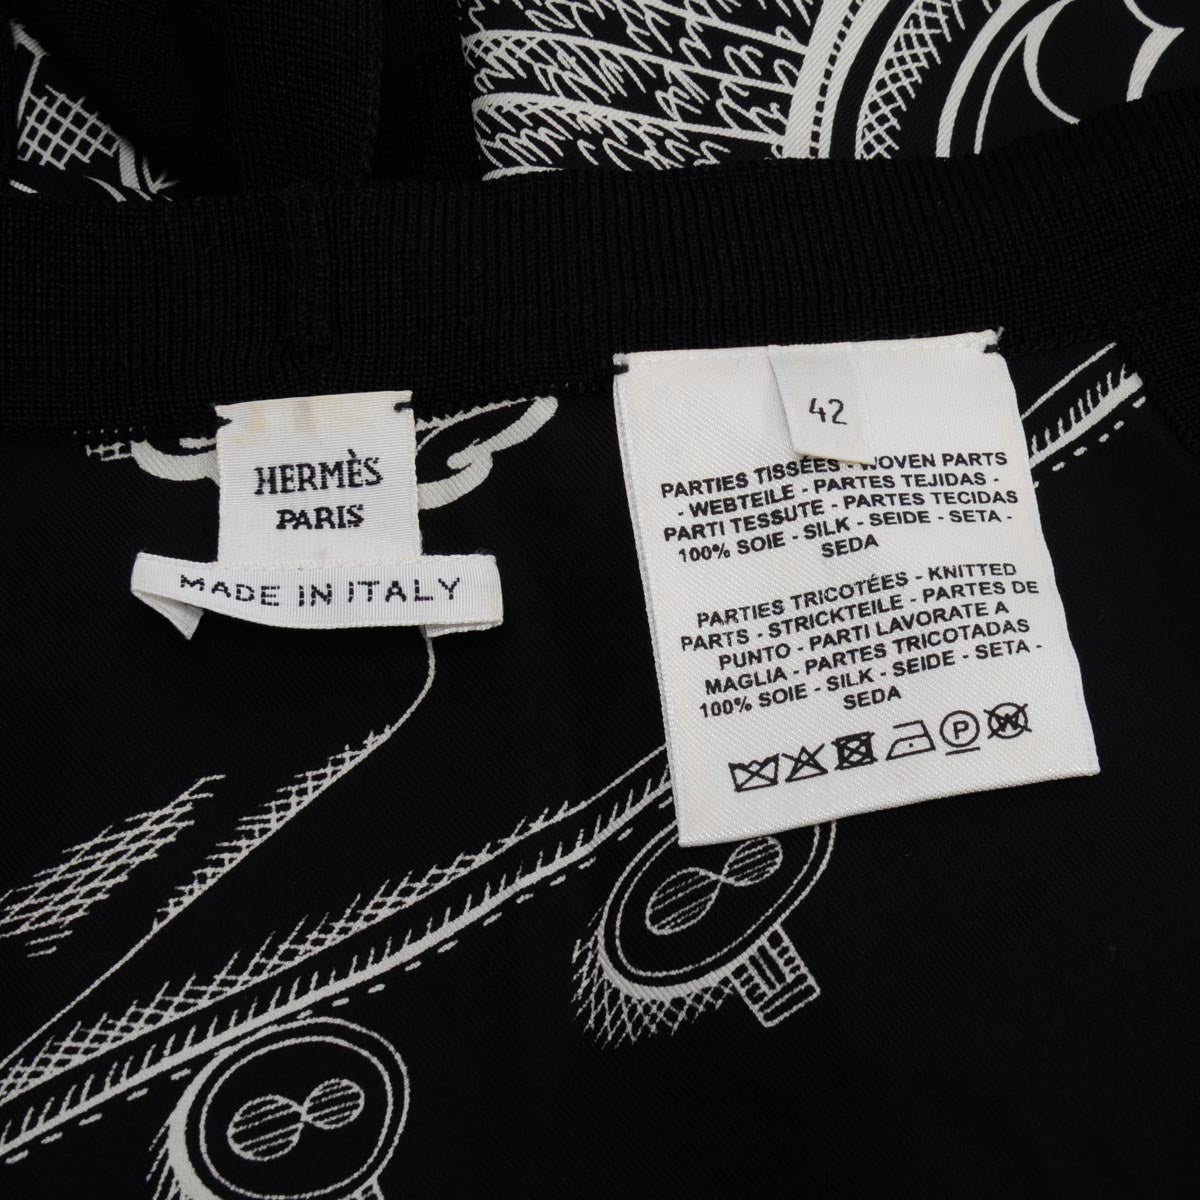 HERMÈS
PARIS
MADE IN ITALY
42
PARTIES TISSÉES - WOVEN PARTS
- WEBTEILE - PARTES TEJIDAS -
PARTI TESSUTE - PARTES TECIDAS
100% SOIE - SILK - SEIDE - SETA -
SEDA
PARTIES TRICOTÉES - KNITTED
PARTS - STRICKTEILE - PARTES DE
PUNTO - PARTI LAVORATE A
MAGLIA - PARTES TRICOTADAS
100% SOIE - SILK - SEIDE - SETA -
SEDA
P W